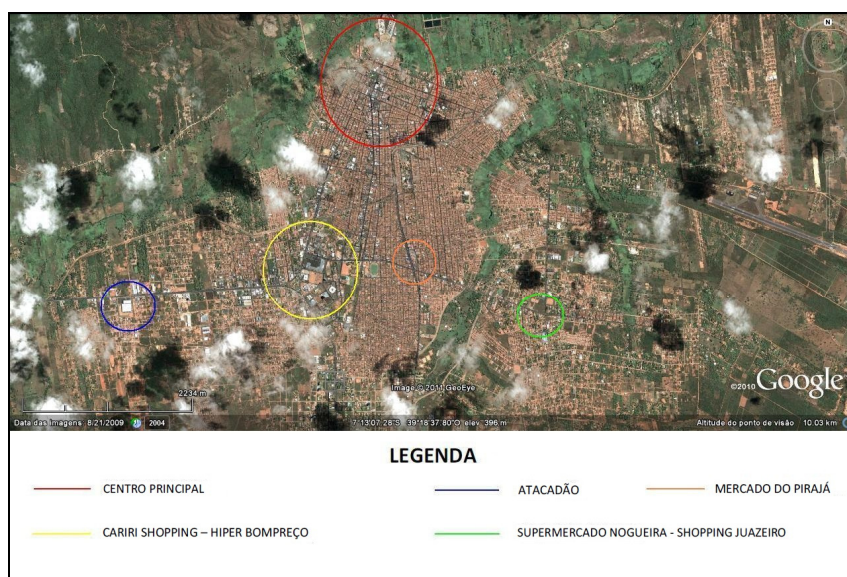 N
2234 m
Image © 2011 GeoEye
©2010 Google
Data das Imagens: 8/21/2009 2004 7°13'07.28"S 39°18'37.80"O elev 396 m Altitude do ponto de visão 10.03 km
LEGENDA
CENTRO PRINCIPAL ATACADÃO MERCADO DO PIRAJÁ
CARIRI SHOPPING – HIPER BOMPREÇO SUPERMERCADO NOGUEIRA - SHOPPING JUAZEIRO